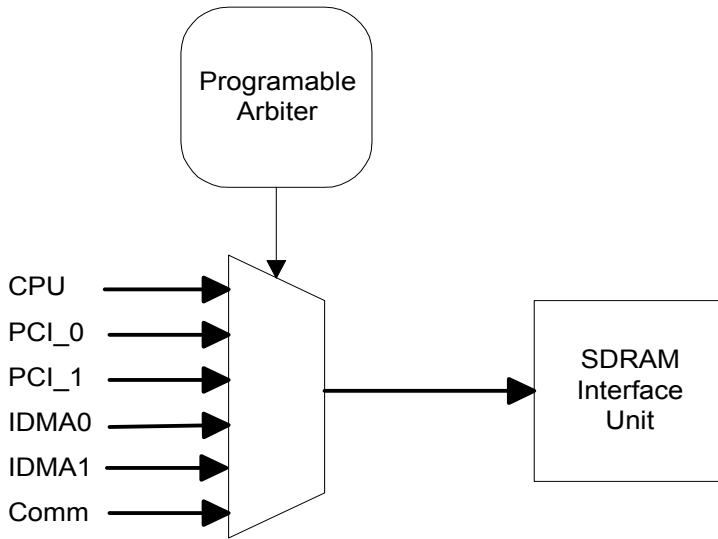 Programable
Arbiter
CPU
PCI_0
PCI_1
IDMA0
IDMA1
Comm
SDRAM
Interface
Unit